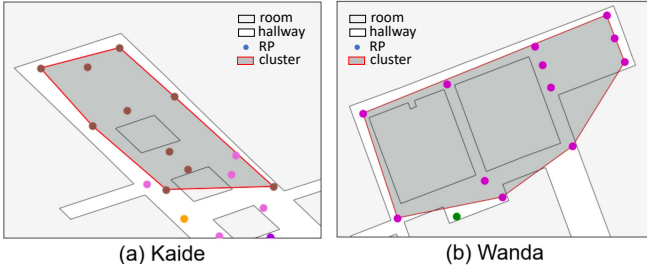 room
hallway
RP
cluster
room
hallway
RP
cluster
(a) Kaide
(b) Wanda